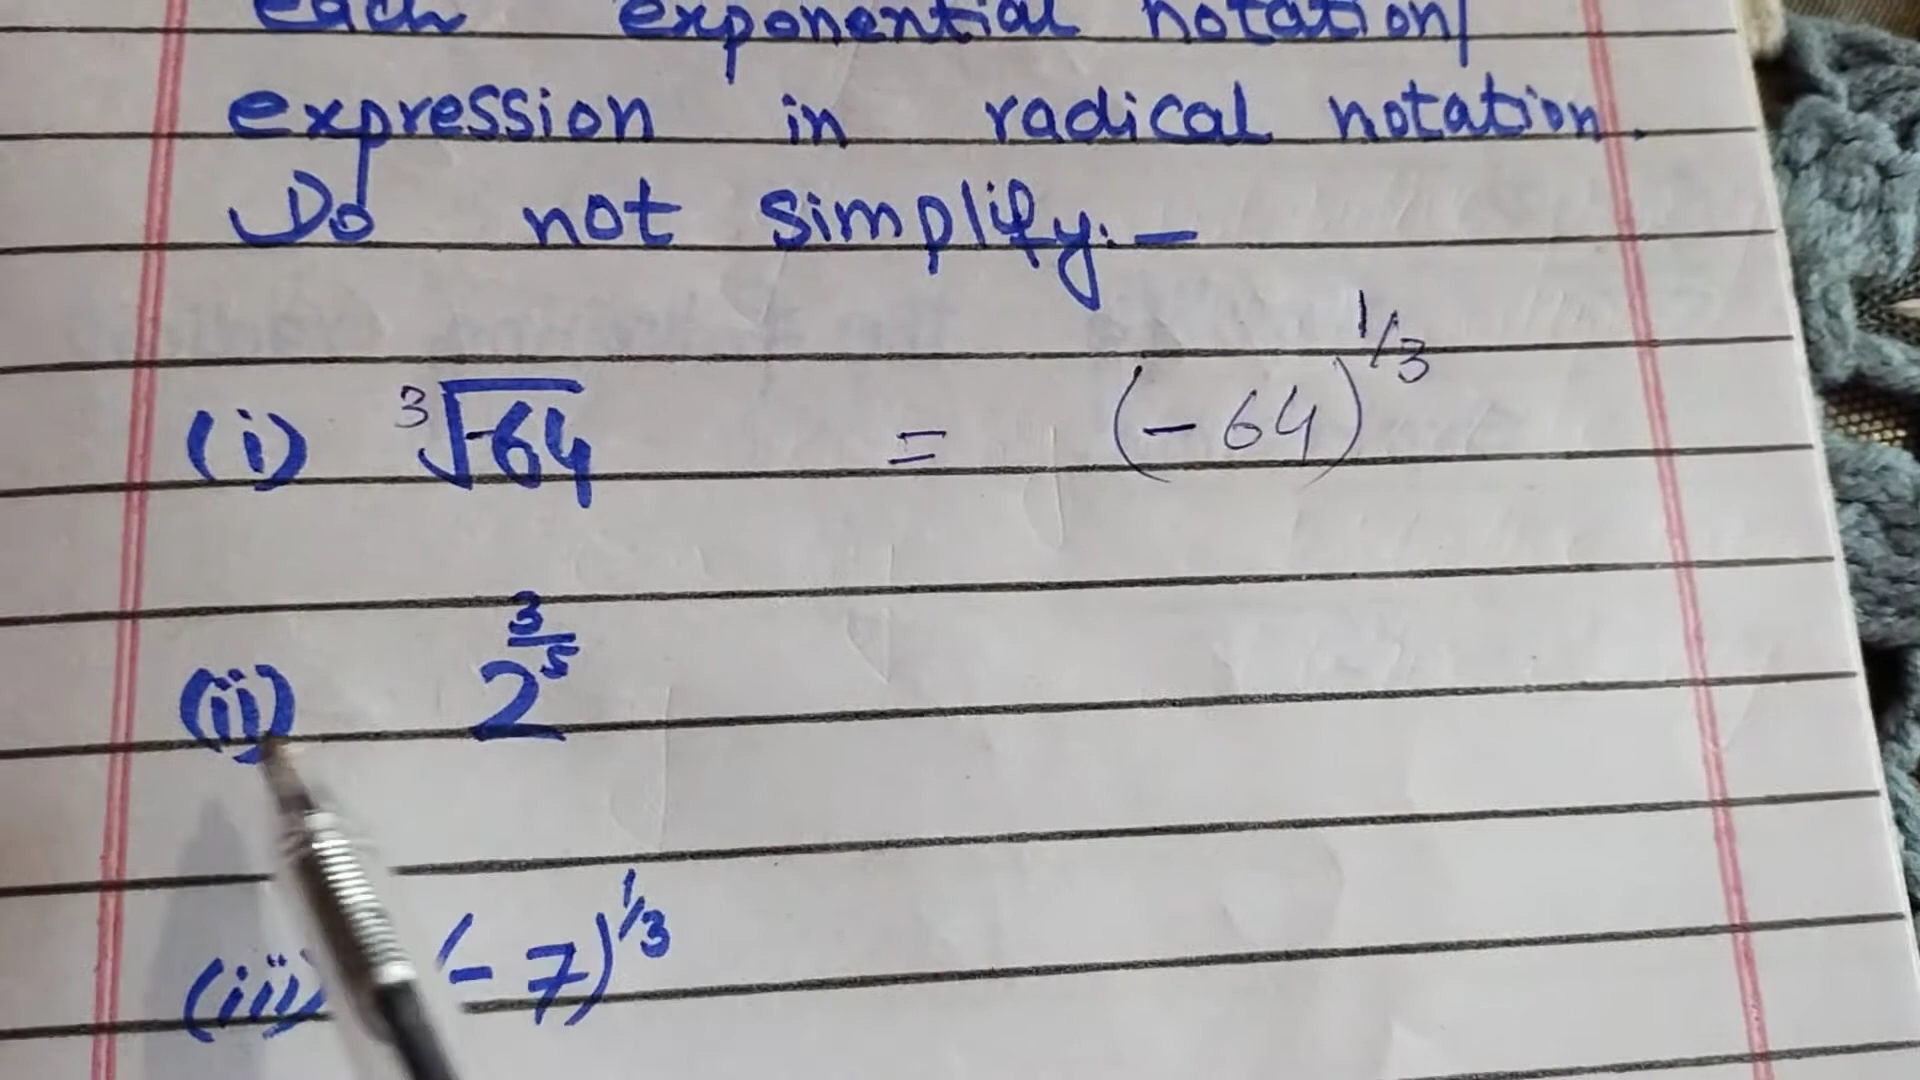 each exponential notation/
expression in radical notation.
Do not simplify. -
(i) ³√-64 = (-64)^1/3
(ii) 2^3/5
(iii) (-7)^1/3